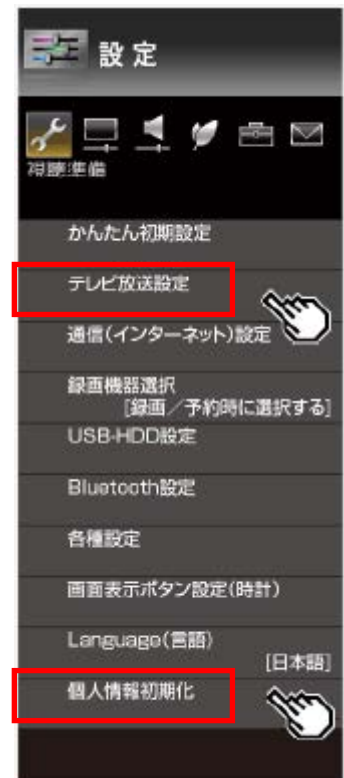 設定
視聴準備
かんたん初期設定
テレビ放送設定
通信(インターネット)設定
録画機器選択
[録画／予約時に選択する]
USB-HDD設定
Bluetooth設定
各種設定
画面表示ボタン設定(時計)
Language(言語)
[日本語]
個人情報初期化